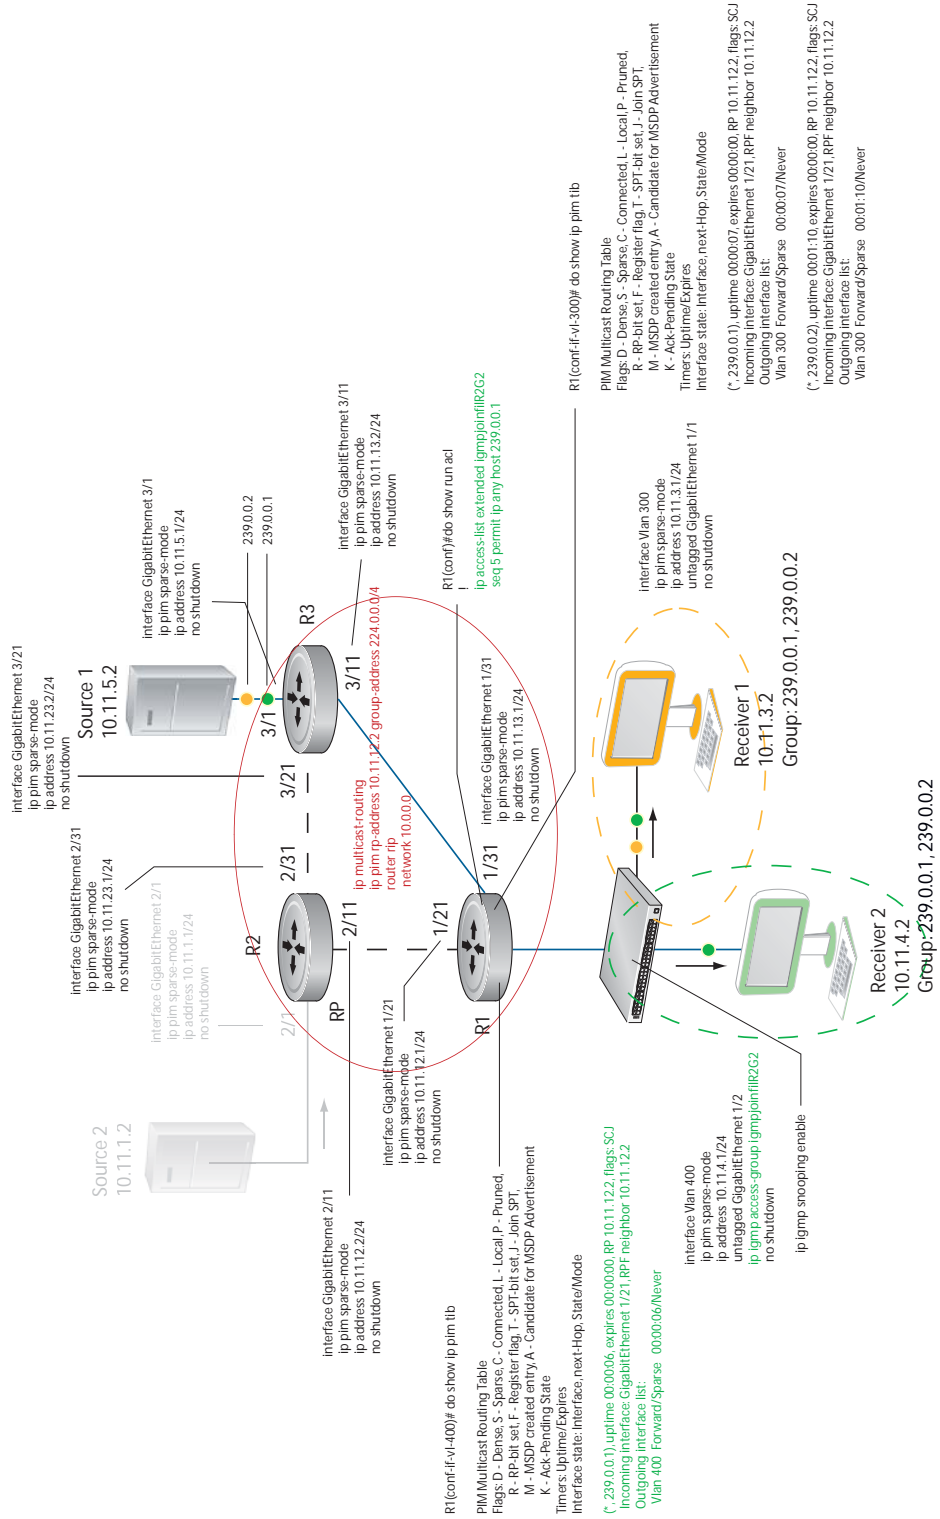 Source 2
10.11.1.2
2/1
interface GigabitEthernet 2/1
ip pim sparse-mode
ip address 10.11.1.1/24
no shutdown
interface GigabitEthernet 2/31
ip pim sparse-mode
ip address 10.11.23.1/24
no shutdown
interface GigabitEthernet 3/21
ip pim sparse-mode
ip address 10.11.23.2/24
no shutdown
Source 1
10.11.5.2
interface GigabitEthernet 3/1
ip pim sparse-mode
ip address 10.11.5.1/24
no shutdown
239.0.0.2
239.0.0.1
R2
2/31
3/21
3/1
R3
RP
2/11
3/11
interface GigabitEthernet 3/11
ip pim sparse-mode
ip address 10.11.13.2/24
no shutdown
interface GigabitEthernet 2/11
ip pim sparse-mode
ip address 10.11.12.2/24
no shutdown
ip multicast-routing
ip pim rp-address 10.11.12.2 group-address 224.0.0.0/4
router rip
network 10.0.0.0
interface GigabitEthernet 1/21
ip pim sparse-mode
ip address 10.11.12.1/24
no shutdown
1/21
R1
1/31
interface GigabitEthernet 1/31
ip pim sparse-mode
ip address 10.11.13.1/24
no shutdown
R1(conf)#do show run acl
!
ip access-list extended igmpjoinfilR2G2
seq 5 permit ip any host 239.0.0.1
R1(conf-if-vl-400)# do show ip pim tib
PIM Multicast Routing Table
Flags: D - Dense, S - Sparse, C - Connected, L - Local, P - Pruned,
R - RP-bit set, F - Register flag, T - SPT-bit set, J - Join SPT,
M - MSDP created entry, A - Candidate for MSDP Advertisement
K - Ack-Pending State
Timers: Uptime/Expires
Interface state: Interface, next-Hop, State/Mode
(*, 239.0.0.1), uptime 00:00:06, expires 00:00:00, RP 10.11.12.2, flags: SCJ
Incoming interface: GigabitEthernet 1/21, RPF neighbor 10.11.12.2
Outgoing interface list:
Vlan 400 Forward/Sparse 00:00:06/Never
R1(conf-if-vl-300)# do show ip pim tib
PIM Multicast Routing Table
Flags: D - Dense, S - Sparse, C - Connected, L - Local, P - Pruned,
R - RP-bit set, F - Register flag, T - SPT-bit set, J - Join SPT,
M - MSDP created entry, A - Candidate for MSDP Advertisement
K - Ack-Pending State
Timers: Uptime/Expires
Interface state: Interface, next-Hop, State/Mode
(*, 239.0.0.1), uptime 00:00:07, expires 00:00:00, RP 10.11.12.2, flags: SCJ
Incoming interface: GigabitEthernet 1/21, RPF neighbor 10.11.12.2
Outgoing interface list:
Vlan 300 Forward/Sparse 00:00:07/Never
(*, 239.0.0.2), uptime 00:01:10, expires 00:00:00, RP 10.11.12.2, flags: SCJ
Incoming interface: GigabitEthernet 1/21, RPF neighbor 10.11.12.2
Outgoing interface list:
Vlan 300 Forward/Sparse 00:01:10/Never
interface Vlan 300
ip pim sparse-mode
ip address 10.11.3.1/24
untagged GigabitEthernet 1/1
no shutdown
Receiver 1
10.11.3.2
Group: 239.0.0.1, 239.0.0.2
interface Vlan 400
ip pim sparse-mode
ip address 10.11.4.1/24
untagged GigabitEthernet 1/2
ip igmp access-group igmpjoinfilR2G2
no shutdown
ip igmp snooping enable
Receiver 2
10.11.4.2
Group: 239.0.0.1, 239.0.0.2